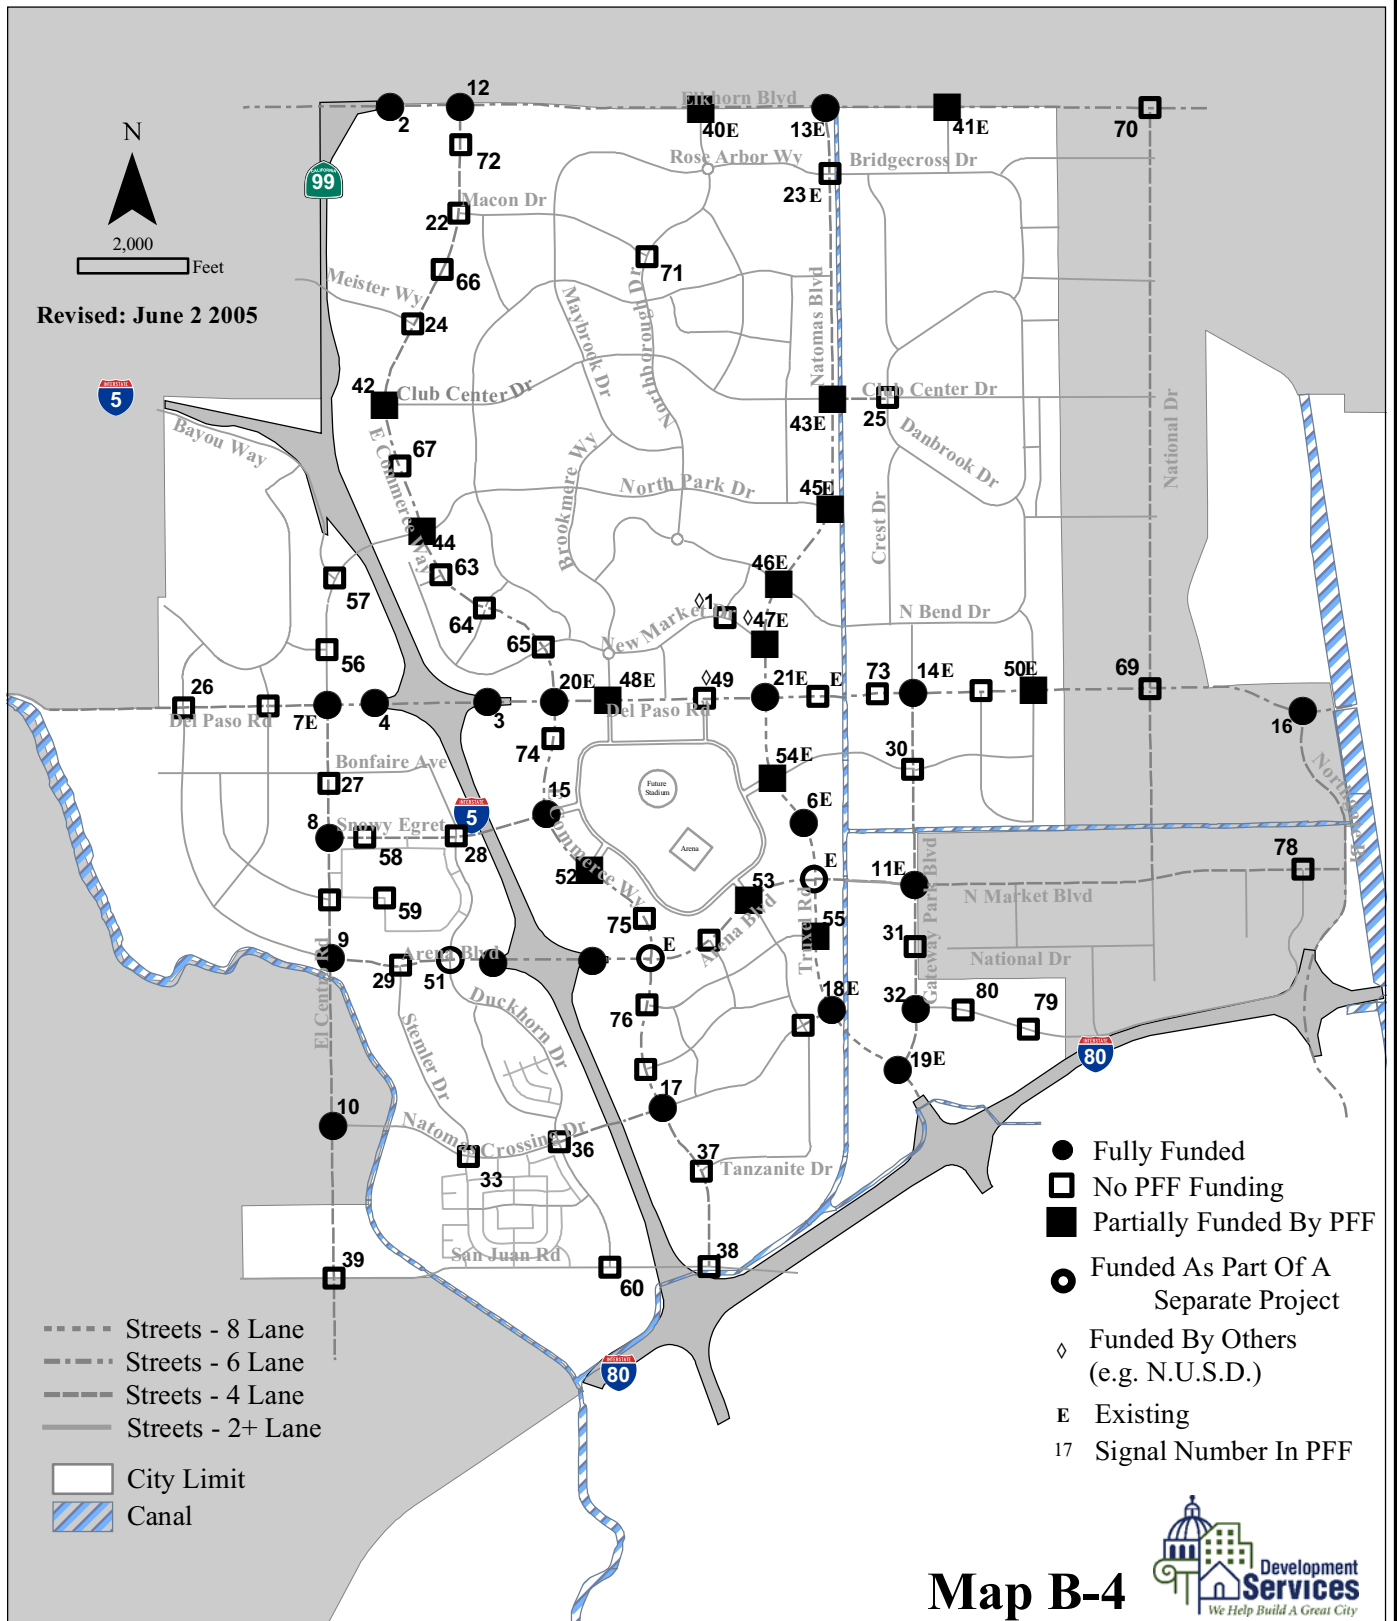 12
Elkhorn Blvd
2
40E
13E
41E
70
N
72
Rose Arbor Wy
Bridgecross Dr
CALIFORNIA
99
23 E
Macon Dr
22
2,000
Feet
71
66
Meister Wy
Revised: June 2 2005
24
Maybrook Dr
Northborough Dr
Natomas Blvd
INTERSTATE
5
42
Club Center Dr
Club Center Dr
43E
25
National Dr
Bayou Way
E Commerce Way
67
Brookmere Wy
Danbrook Dr
North Park Dr
45E
Crest Dr
44
63
46E
57
◊1
◊47E
N Bend Dr
64
New Market Dr
65
56
26
20E
48E
◊49
21E
E
73
14E
50E
69
Del Paso Rd
7E
4
3
Del Paso Rd
16
74
54E
30
Northgate Bl
Bonfaire Ave
27
Future
Stadium
15
6E
INTERSTATE
5
8
Snowy Egret
58
28
Commerce Wy
Arena
E
11E
78
52
53
N Market Blvd
59
75
55
Truxel Rd
Gateway Park Blvd
31
9
Arena Blvd
E
Arena Blvd
National Dr
29
51
El Centro Rd
Duckhorn Dr
18E
32
80
79
76
Stemler Dr
INTERSTATE
80
19E
17
10
Natomas Crossing Dr
36
37
Tanzanite Dr
33
Fully Funded
No PFF Funding
Partially Funded By PFF
San Juan Rd
39
60
38
Funded As Part Of A
Separate Project
Streets - 8 Lane
Streets - 6 Lane
Streets - 4 Lane
Streets - 2+ Lane
INTERSTATE
80
◊ Funded By Others
(e.g. N.U.S.D.)
E Existing
17 Signal Number In PFF
City Limit
Canal
Map B-4
Development
Services
We Help Build A Great City